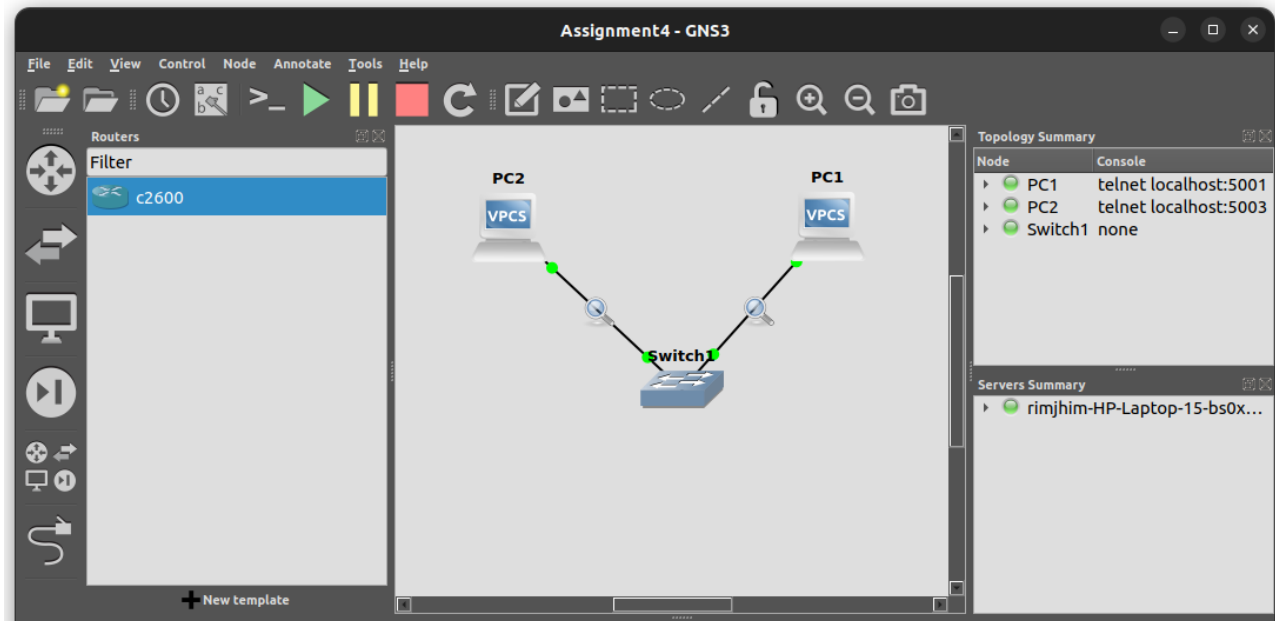 Assignment4 - GNS3
File Edit View Control Node Annotate Tools Help
a c
b
>_
Routers
Filter
c2600
New template
PC2
VPCS
PC1
VPCS
Switch1
Topology Summary
Node Console
PC1 telnet localhost:5001
PC2 telnet localhost:5003
Switch1 none
Servers Summary
rimjhim-HP-Laptop-15-bs0x...